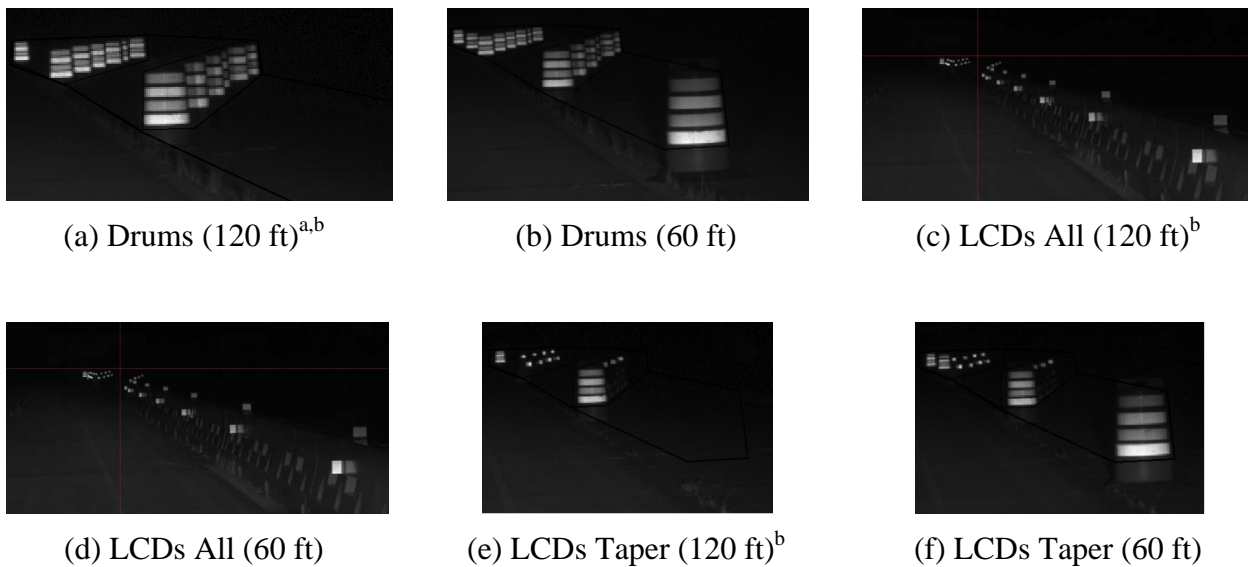 (a) Drums (120 ft)a,b
(b) Drums (60 ft)
(c) LCDs All (120 ft)b
(d) LCDs All (60 ft)
(e) LCDs Taper (120 ft)b
(f) LCDs Taper (60 ft)